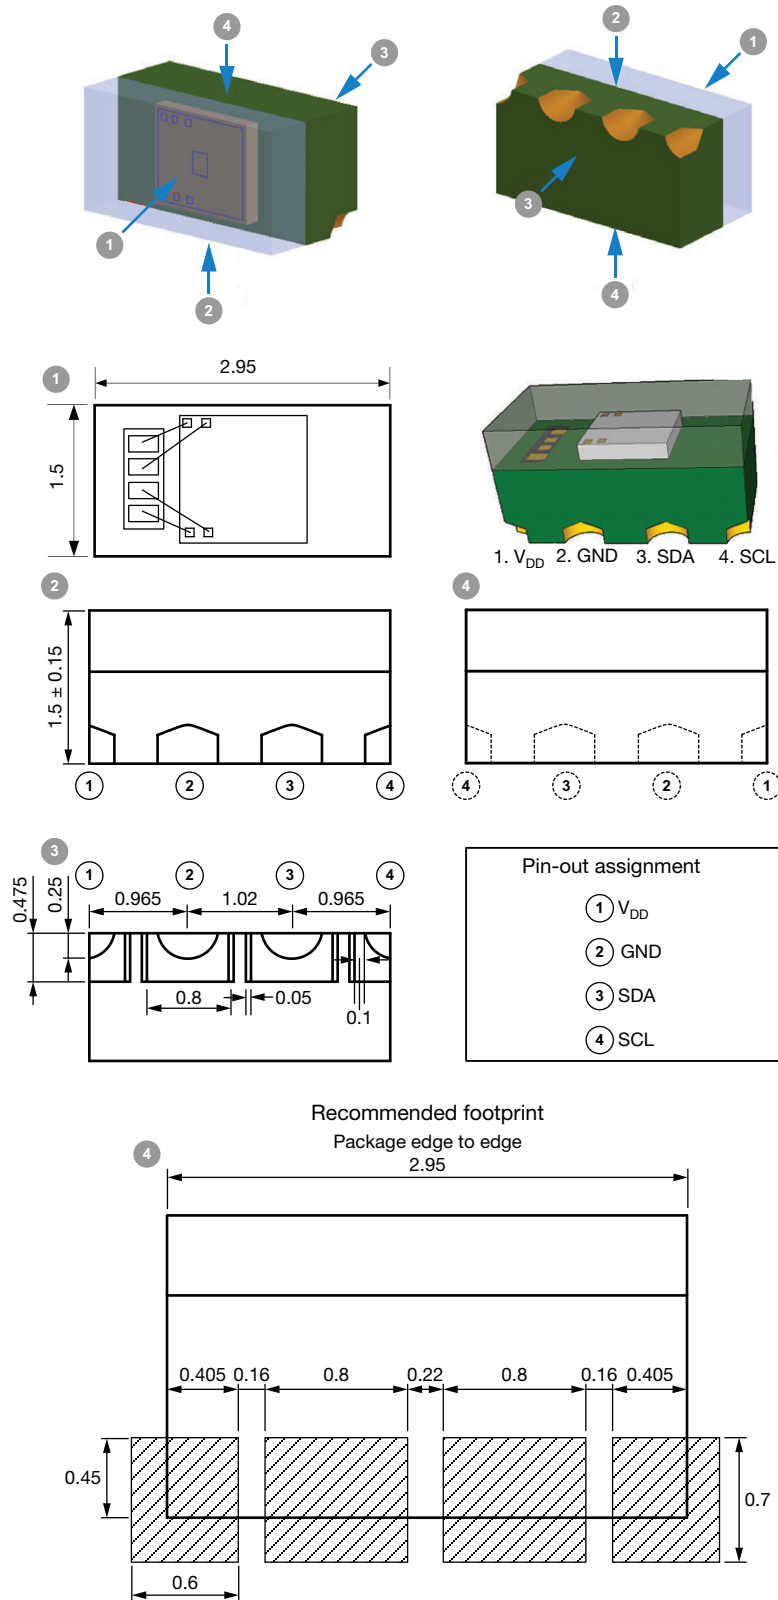 4
3
1
2
2
1
3
4
1
2.95
1.5
1. VDD 2. GND 3. SDA 4. SCL
2
1.5 ± 0.15
1 2 3 4
4
4 3 2 1
3
1 2 3 4
0.475
0.25
0.965 1.02 0.965
0.8 0.05 0.1
Pin-out assignment
1 VDD
2 GND
3 SDA
4 SCL
Recommended footprint
4
Package edge to edge
2.95
0.405 0.16 0.8 0.22 0.8 0.16 0.405
0.45
0.7
0.6